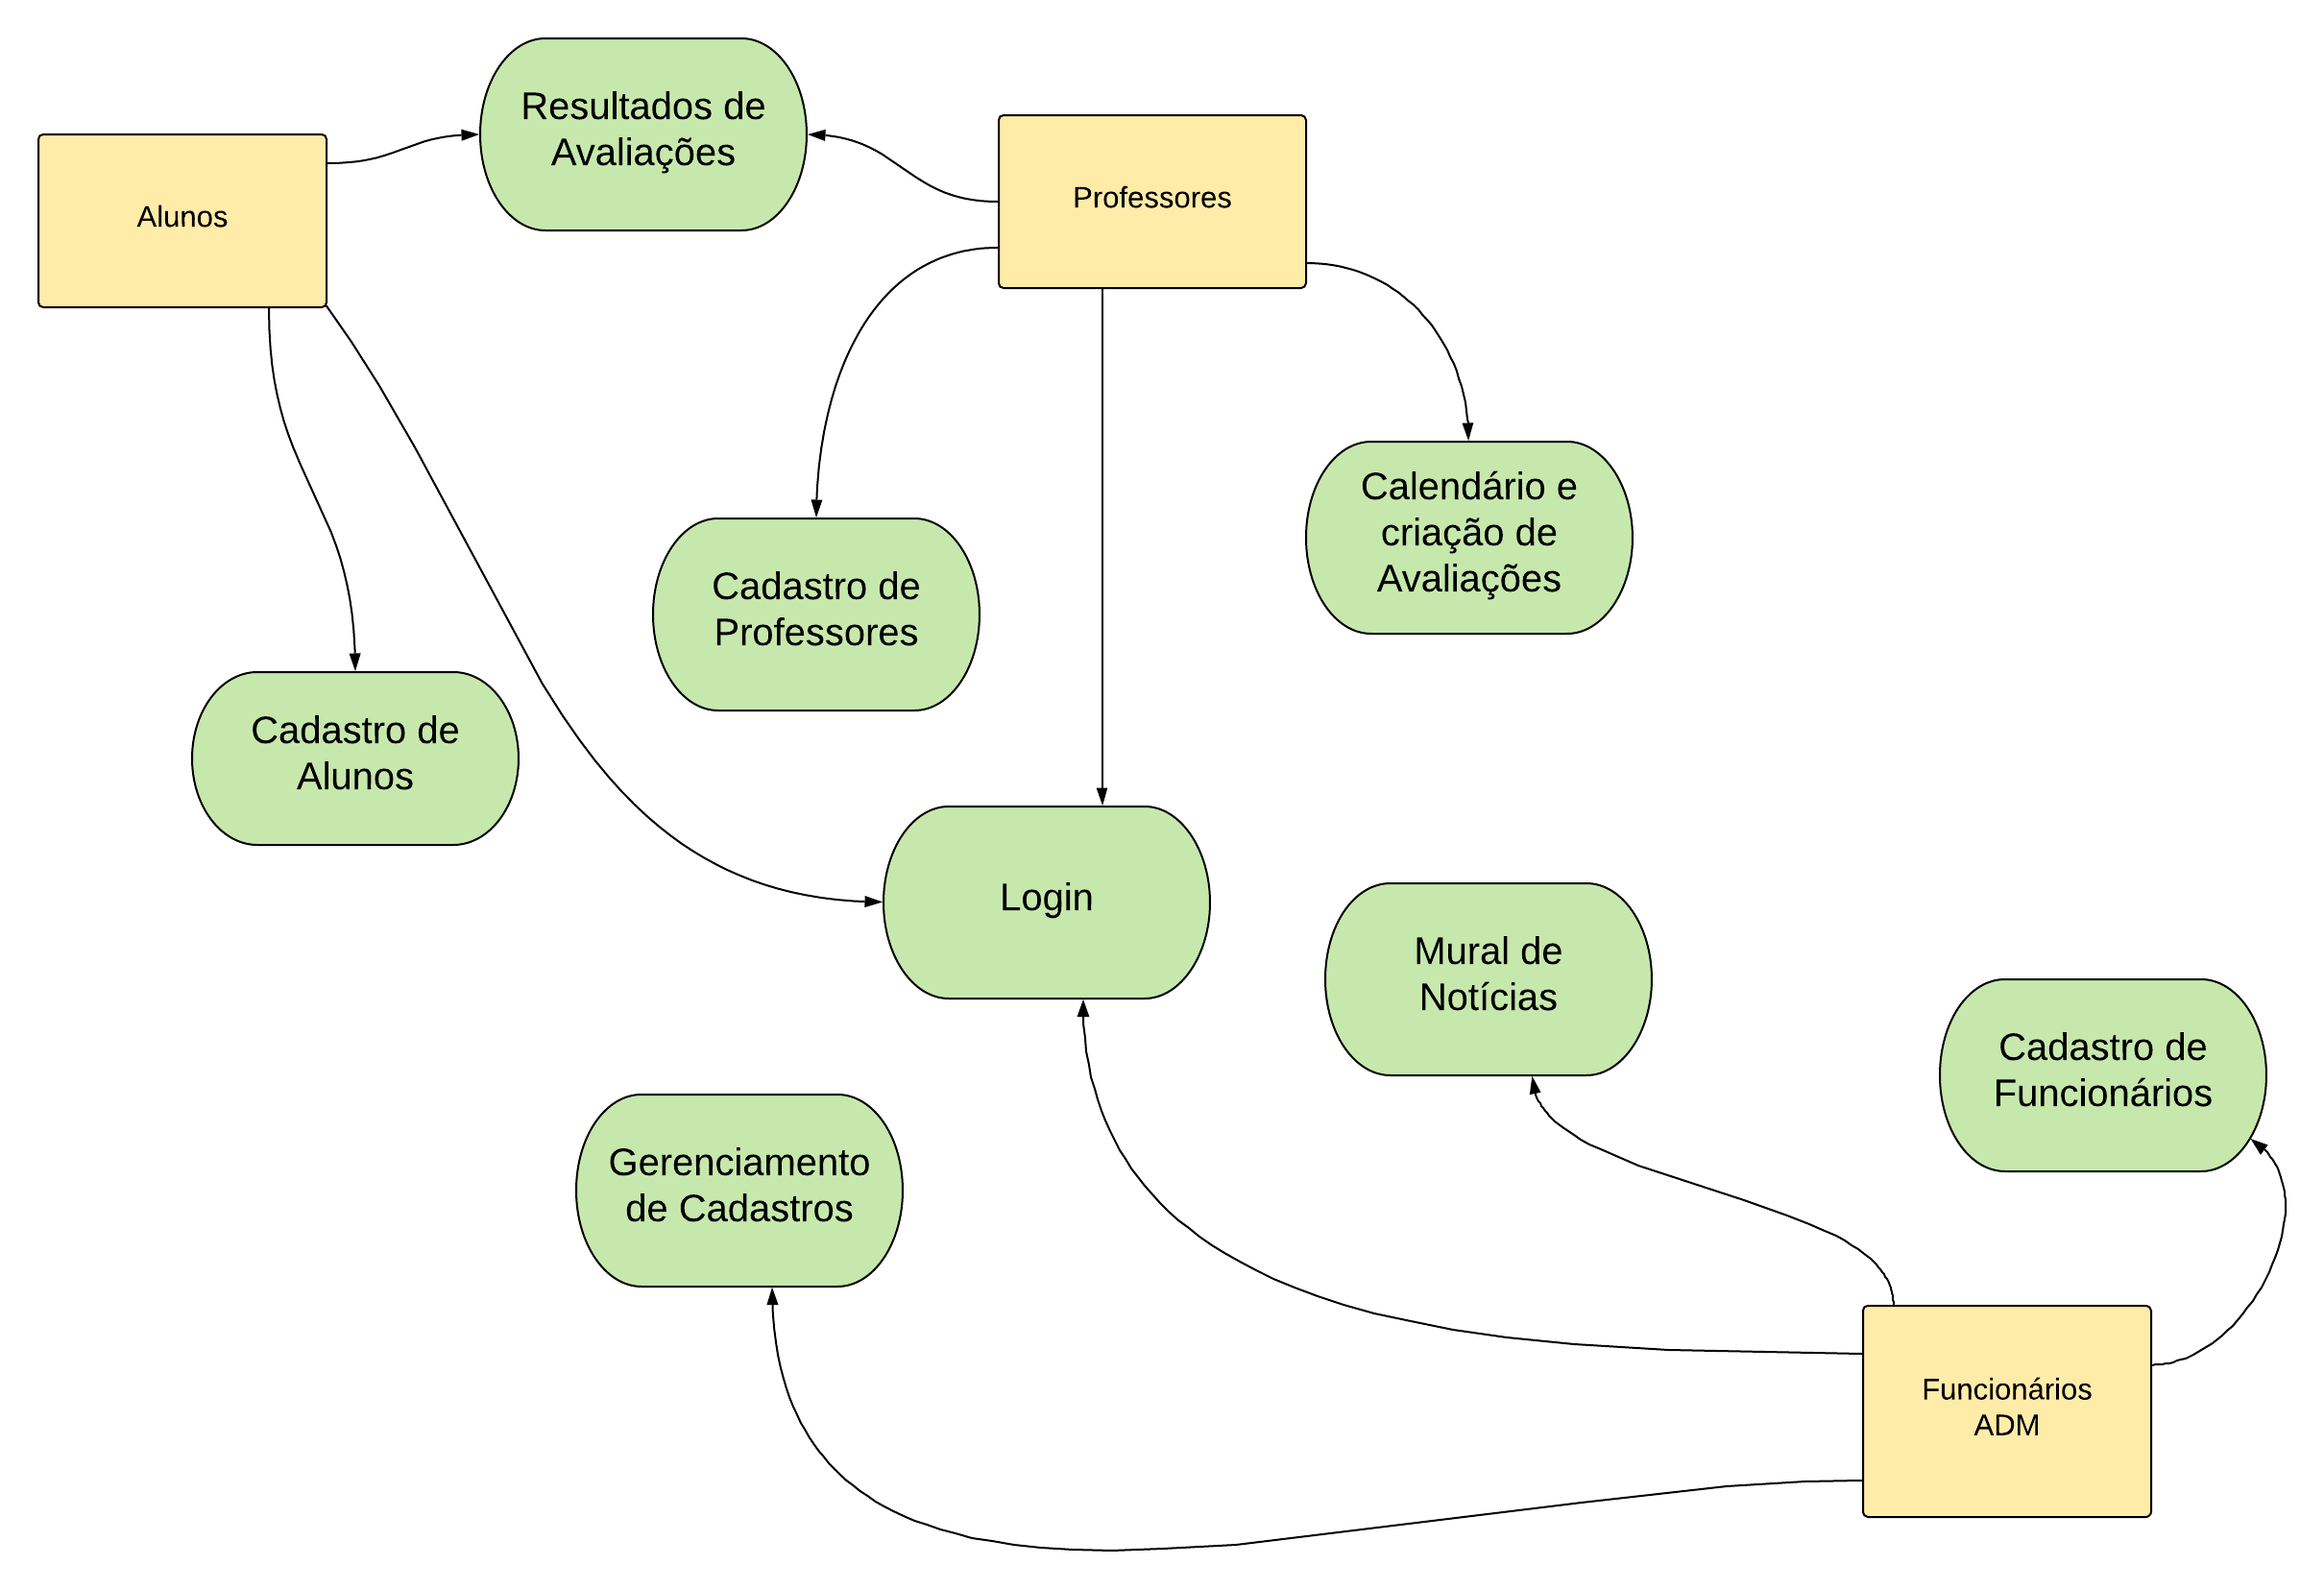 Resultados de
Avaliações
Professores
Alunos
Calendário e
criação de
Avaliações
Cadastro de
Professores
Cadastro de
Alunos
Login
Mural de
Notícias
Cadastro de
Funcionários
Gerenciamento
de Cadastros
Funcionários
ADM